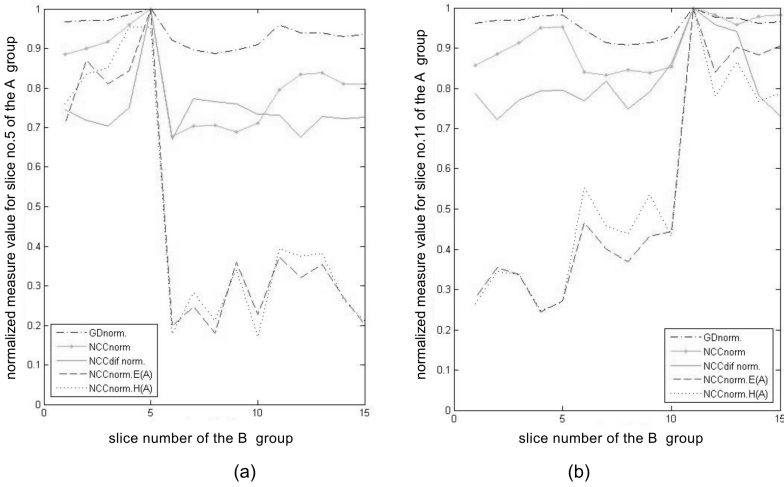 normalized measure value for slice no.5 of the A group
1
0.9
0.8
0.7
0.6
0.5
0.4
0.3
0.2
0.1
0
0
5
10
15
GDnorm.
NCCnorm
NCCdif norm.
NCCnorm.E(A)
NCCnorm.H(A)
slice number of the B group
(a)
normalized measure value for slice no.11 of the A group
1
0.9
0.8
0.7
0.6
0.5
0.4
0.3
0.2
0.1
0
0
5
10
15
GDnorm.
NCCnorm
NCCdif norm.
NCCnorm.E(A)
NCCnorm.H(A)
slice number of the B group
(b)